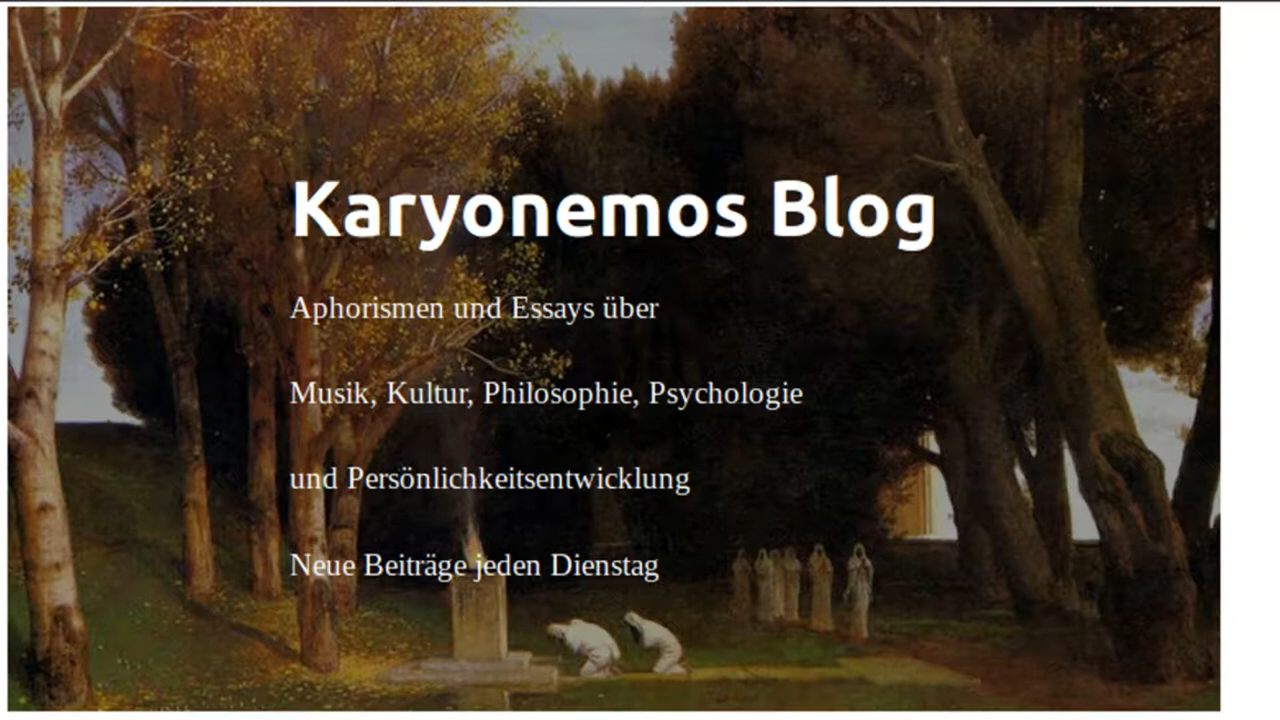 Karyonemos Blog
Aphorismen und Essays über
Musik, Kultur, Philosophie, Psychologie
und Persönlichkeitsentwicklung
Neue Beiträge jeden Dienstag